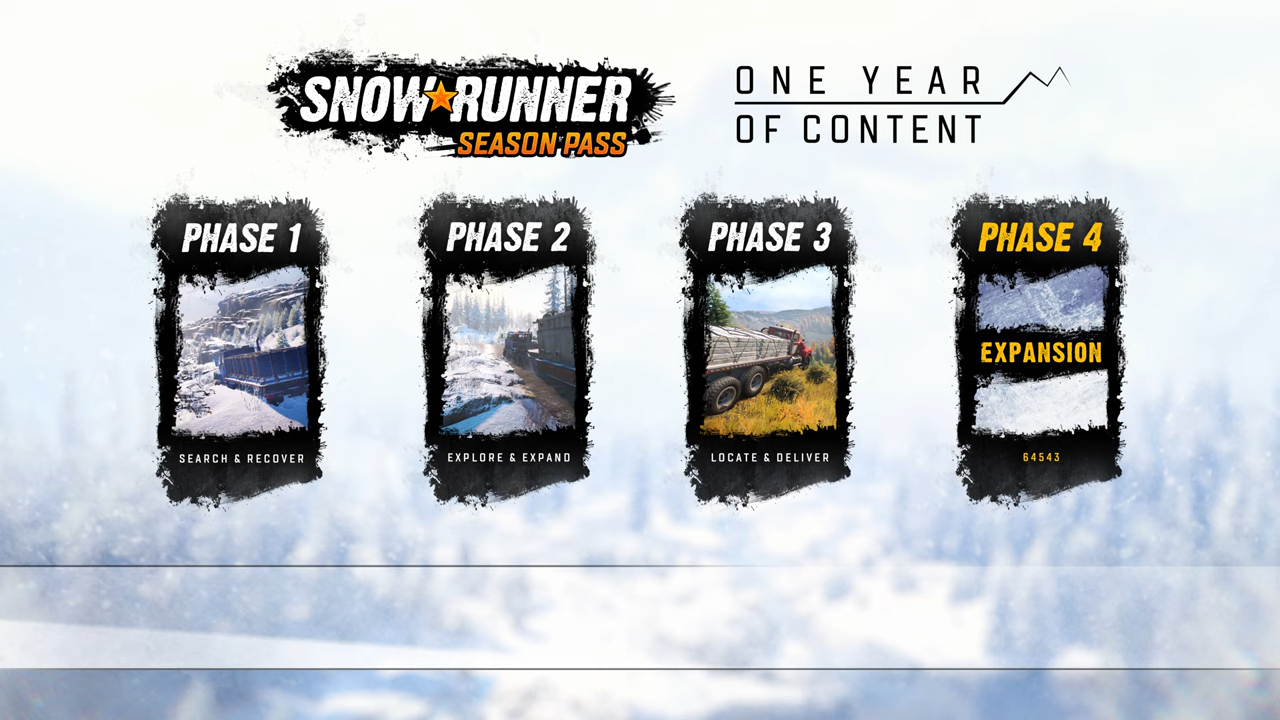 SNOWRUNNER
SEASON PASS
ONE YEAR
OF CONTENT
PHASE 1
SEARCH & RECOVER
PHASE 2
EXPLORE & EXPAND
PHASE 3
LOCATE & DELIVER
PHASE 4
EXPANSION
64543